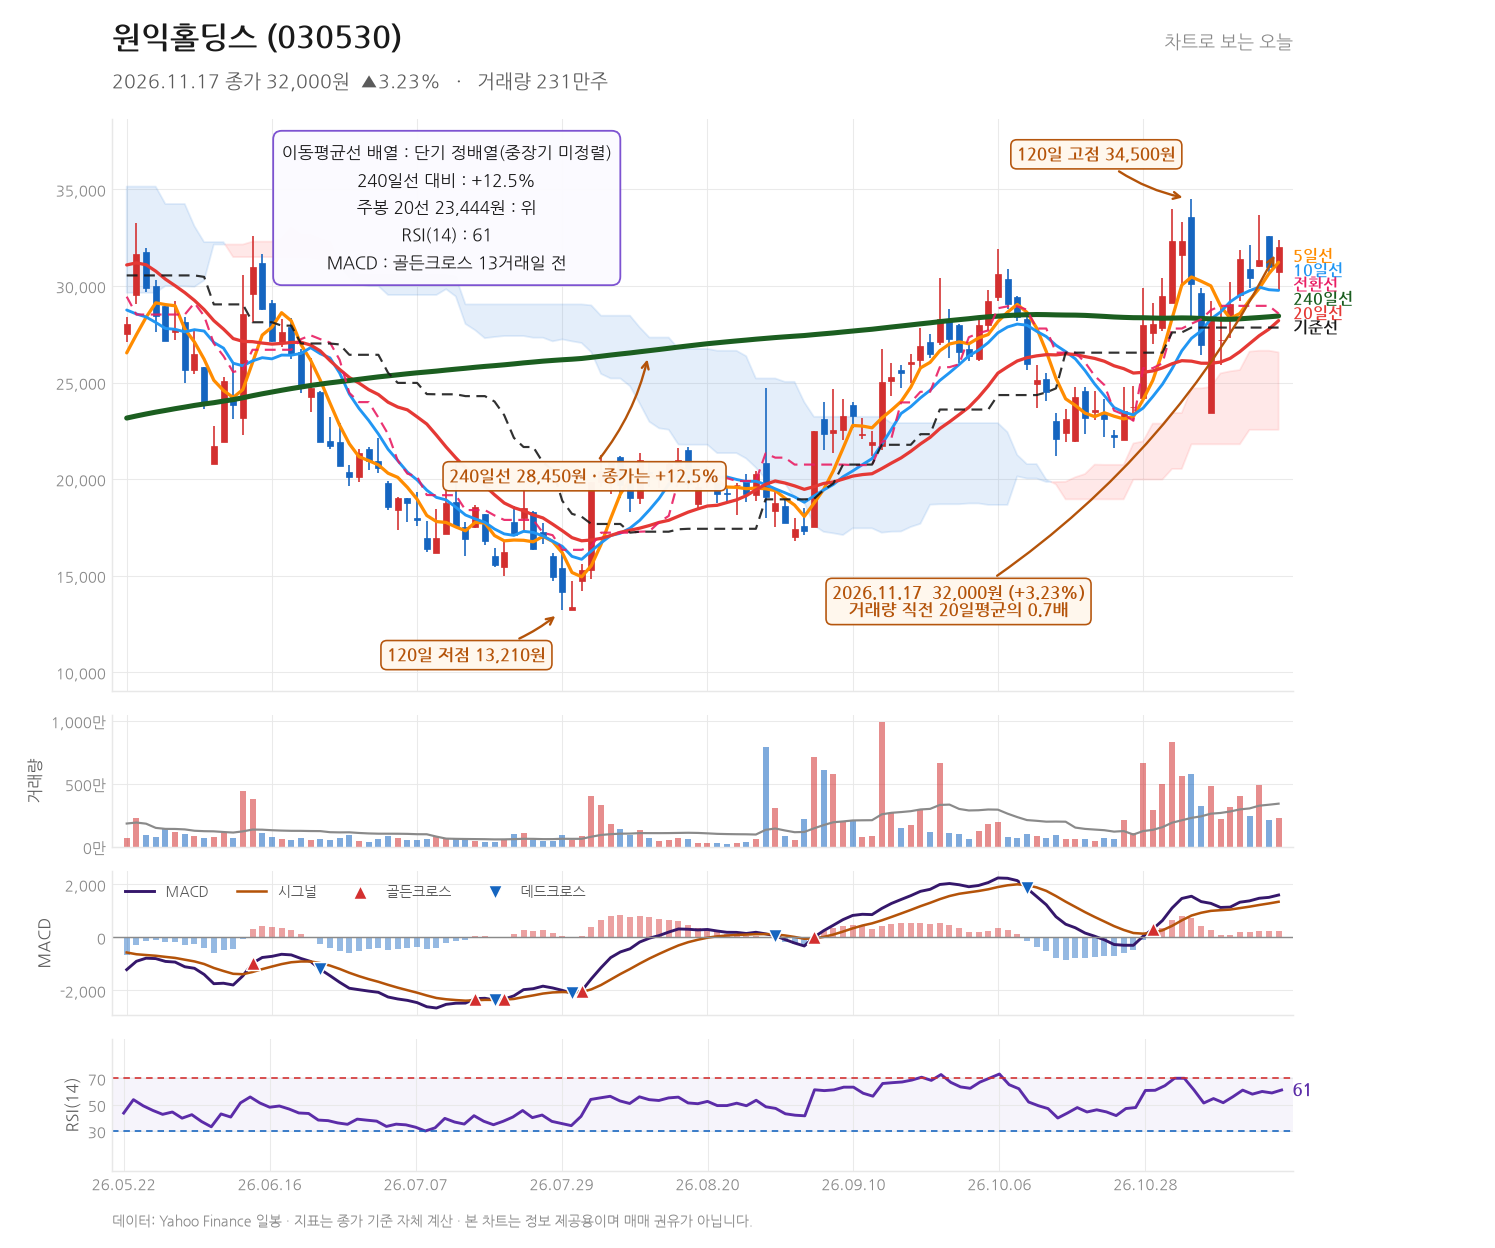 원익홀딩스 (030530)
차트로 보는 오늘
2026.11.17 종가 32,000원 ▲3.23% · 거래량 231만주
이동평균선 배열 : 단기 정배열(중장기 미정렬)
240일선 대비 : +12.5%
주봉 20선 23,444원 : 위
RSI(14) : 61
MACD : 골든크로스 13거래일 전
120일 고점 34,500원
35,000
30,000
25,000
20,000
15,000
10,000
5일선
10일선
전환선
240일선
20일선
기준선
240일선 28,450원 · 종가는 +12.5%
2026.11.17 32,000원 (+3.23%)
거래량 직전 20일평균의 0.7배
120일 저점 13,210원
거래량
1,000만
500만
0만
MACD
2,000
0
-2,000
MACD
시그널
골든크로스
데드크로스
RSI(14)
70
50
30
61
26.05.22
26.06.16
26.07.07
26.07.29
26.08.20
26.09.10
26.10.06
26.10.28
데이터: Yahoo Finance 일봉 · 지표는 종가 기준 자체 계산 · 본 차트는 정보 제공용이며 매매 권유가 아닙니다.